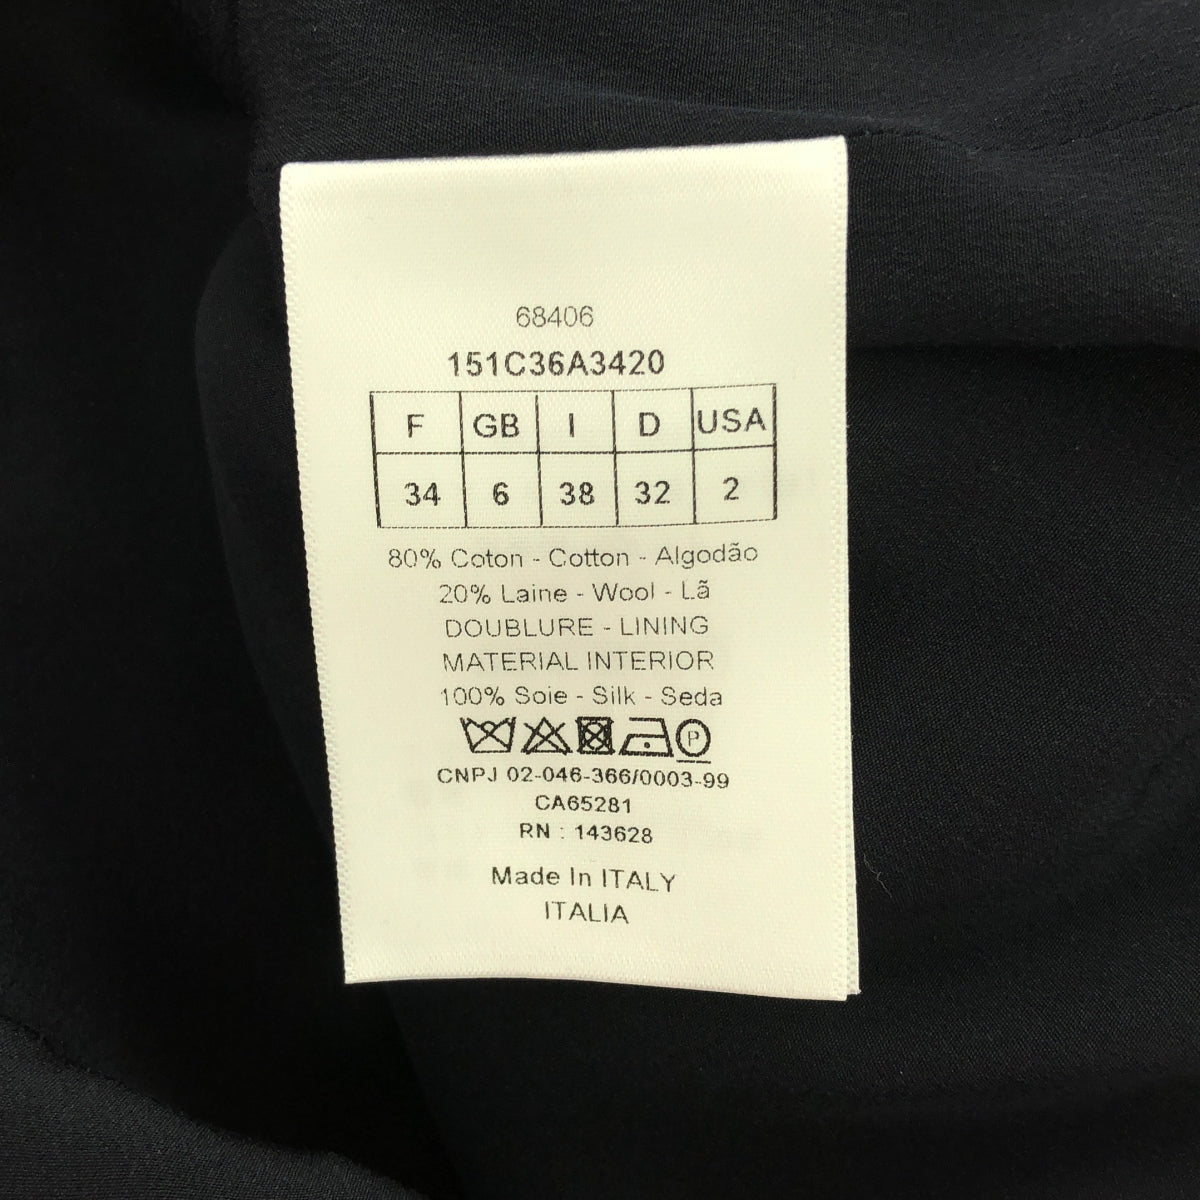 68406
151C36A3420
F GB I D USA
34 6 38 32 2
80% Coton - Cotton - Algodão
20% Laine - Wool - Lã
DOUBLURE - LINING
MATERIAL INTERIOR
100% Soie - Silk - Seda
P
CNPJ 02-046-366/0003-99
CA65281
RN : 143628
Made In ITALY
ITALIA